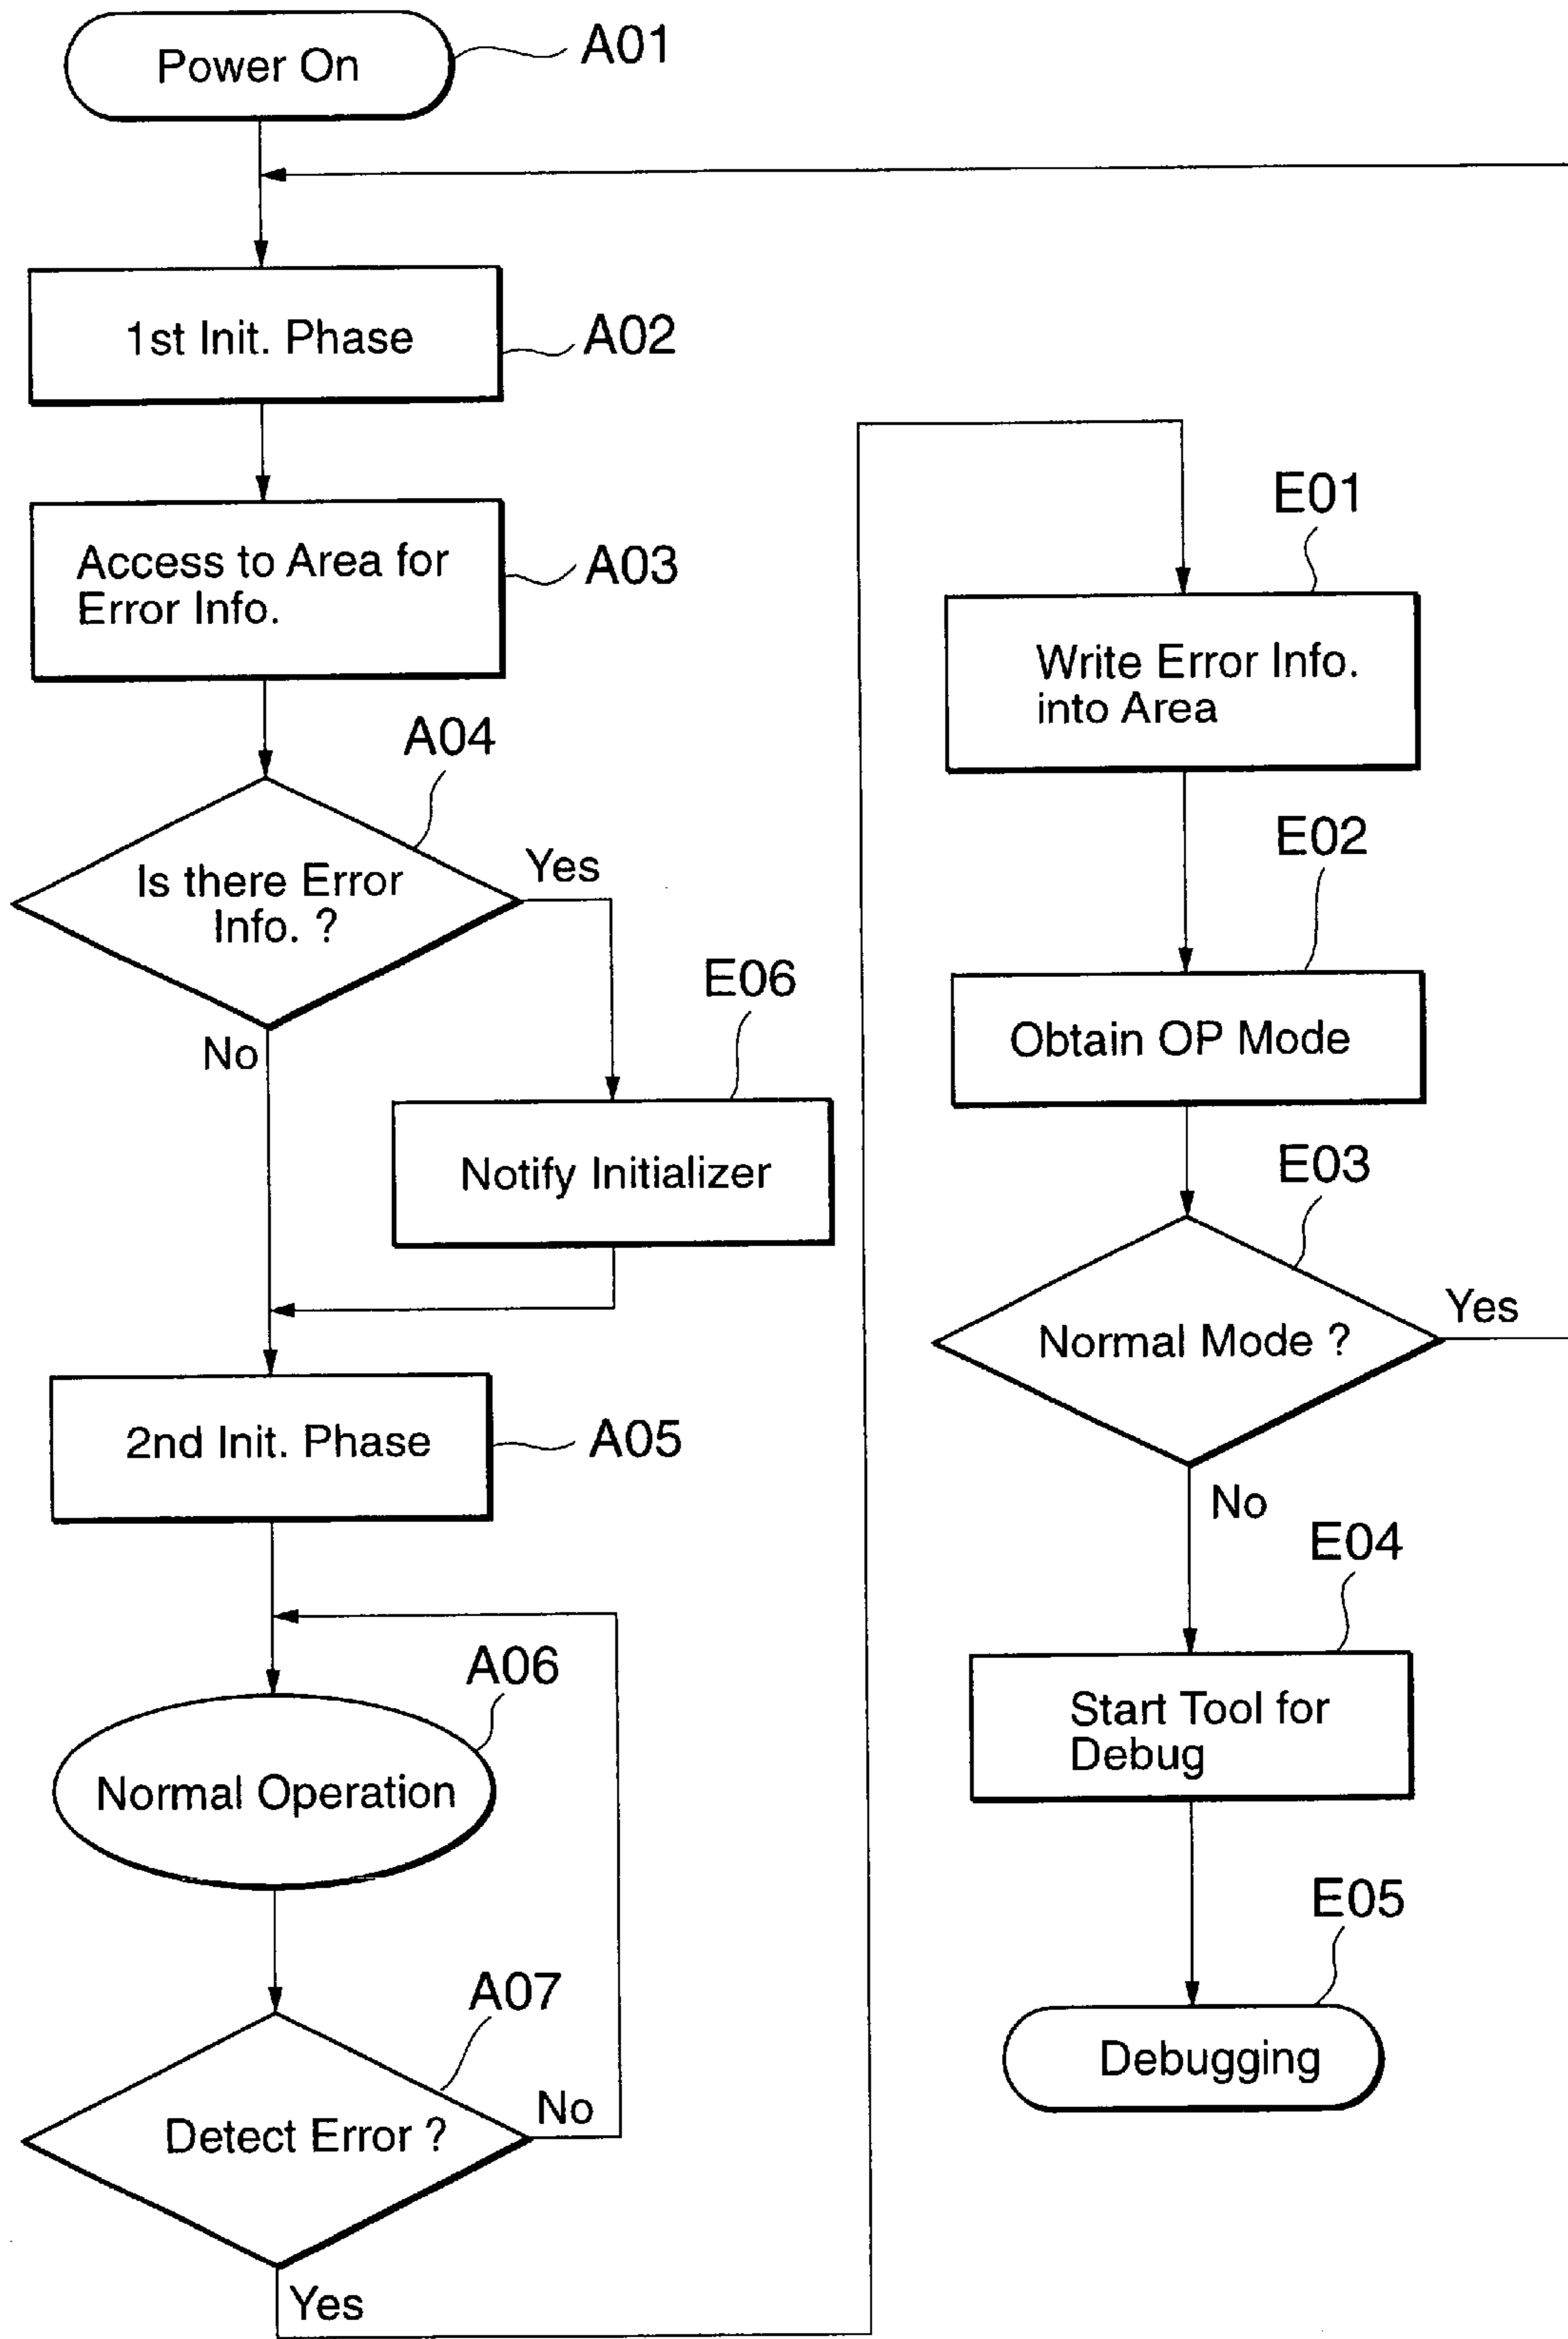 Power On
A01
1st Init. Phase
A02
Access to Area for
Error Info.
A03
A04
Is there Error
Info. ?
Yes
No
E06
Notify Initializer
2nd Init. Phase
A05
A06
Normal Operation
A07
Detect Error ?
No
Yes
E01
Write Error Info.
into Area
E02
Obtain OP Mode
E03
Normal Mode ?
Yes
No
E04
Start Tool for
Debug
E05
Debugging